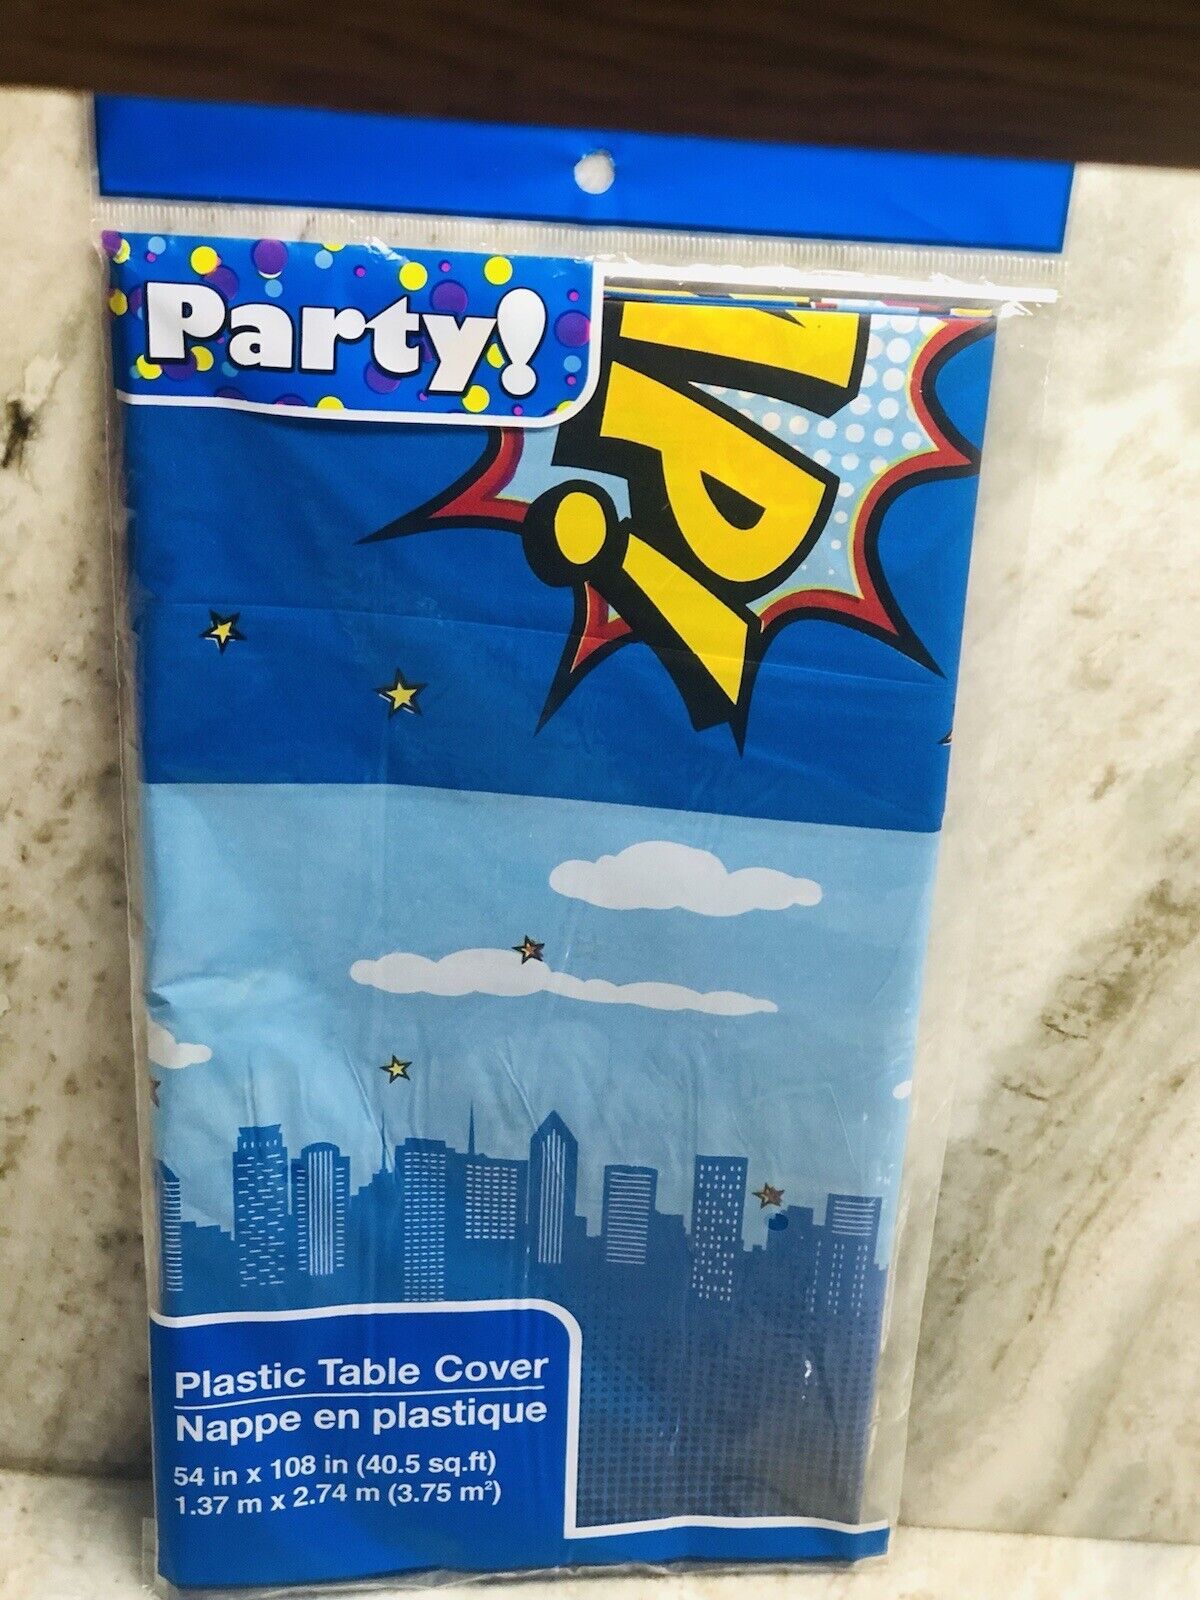 Party!
P!
Plastic Table Cover
Nappe en plastique
54 in x 108 in (40.5 sq.ft)
1.37 m x 2.74 m (3.75 m²)